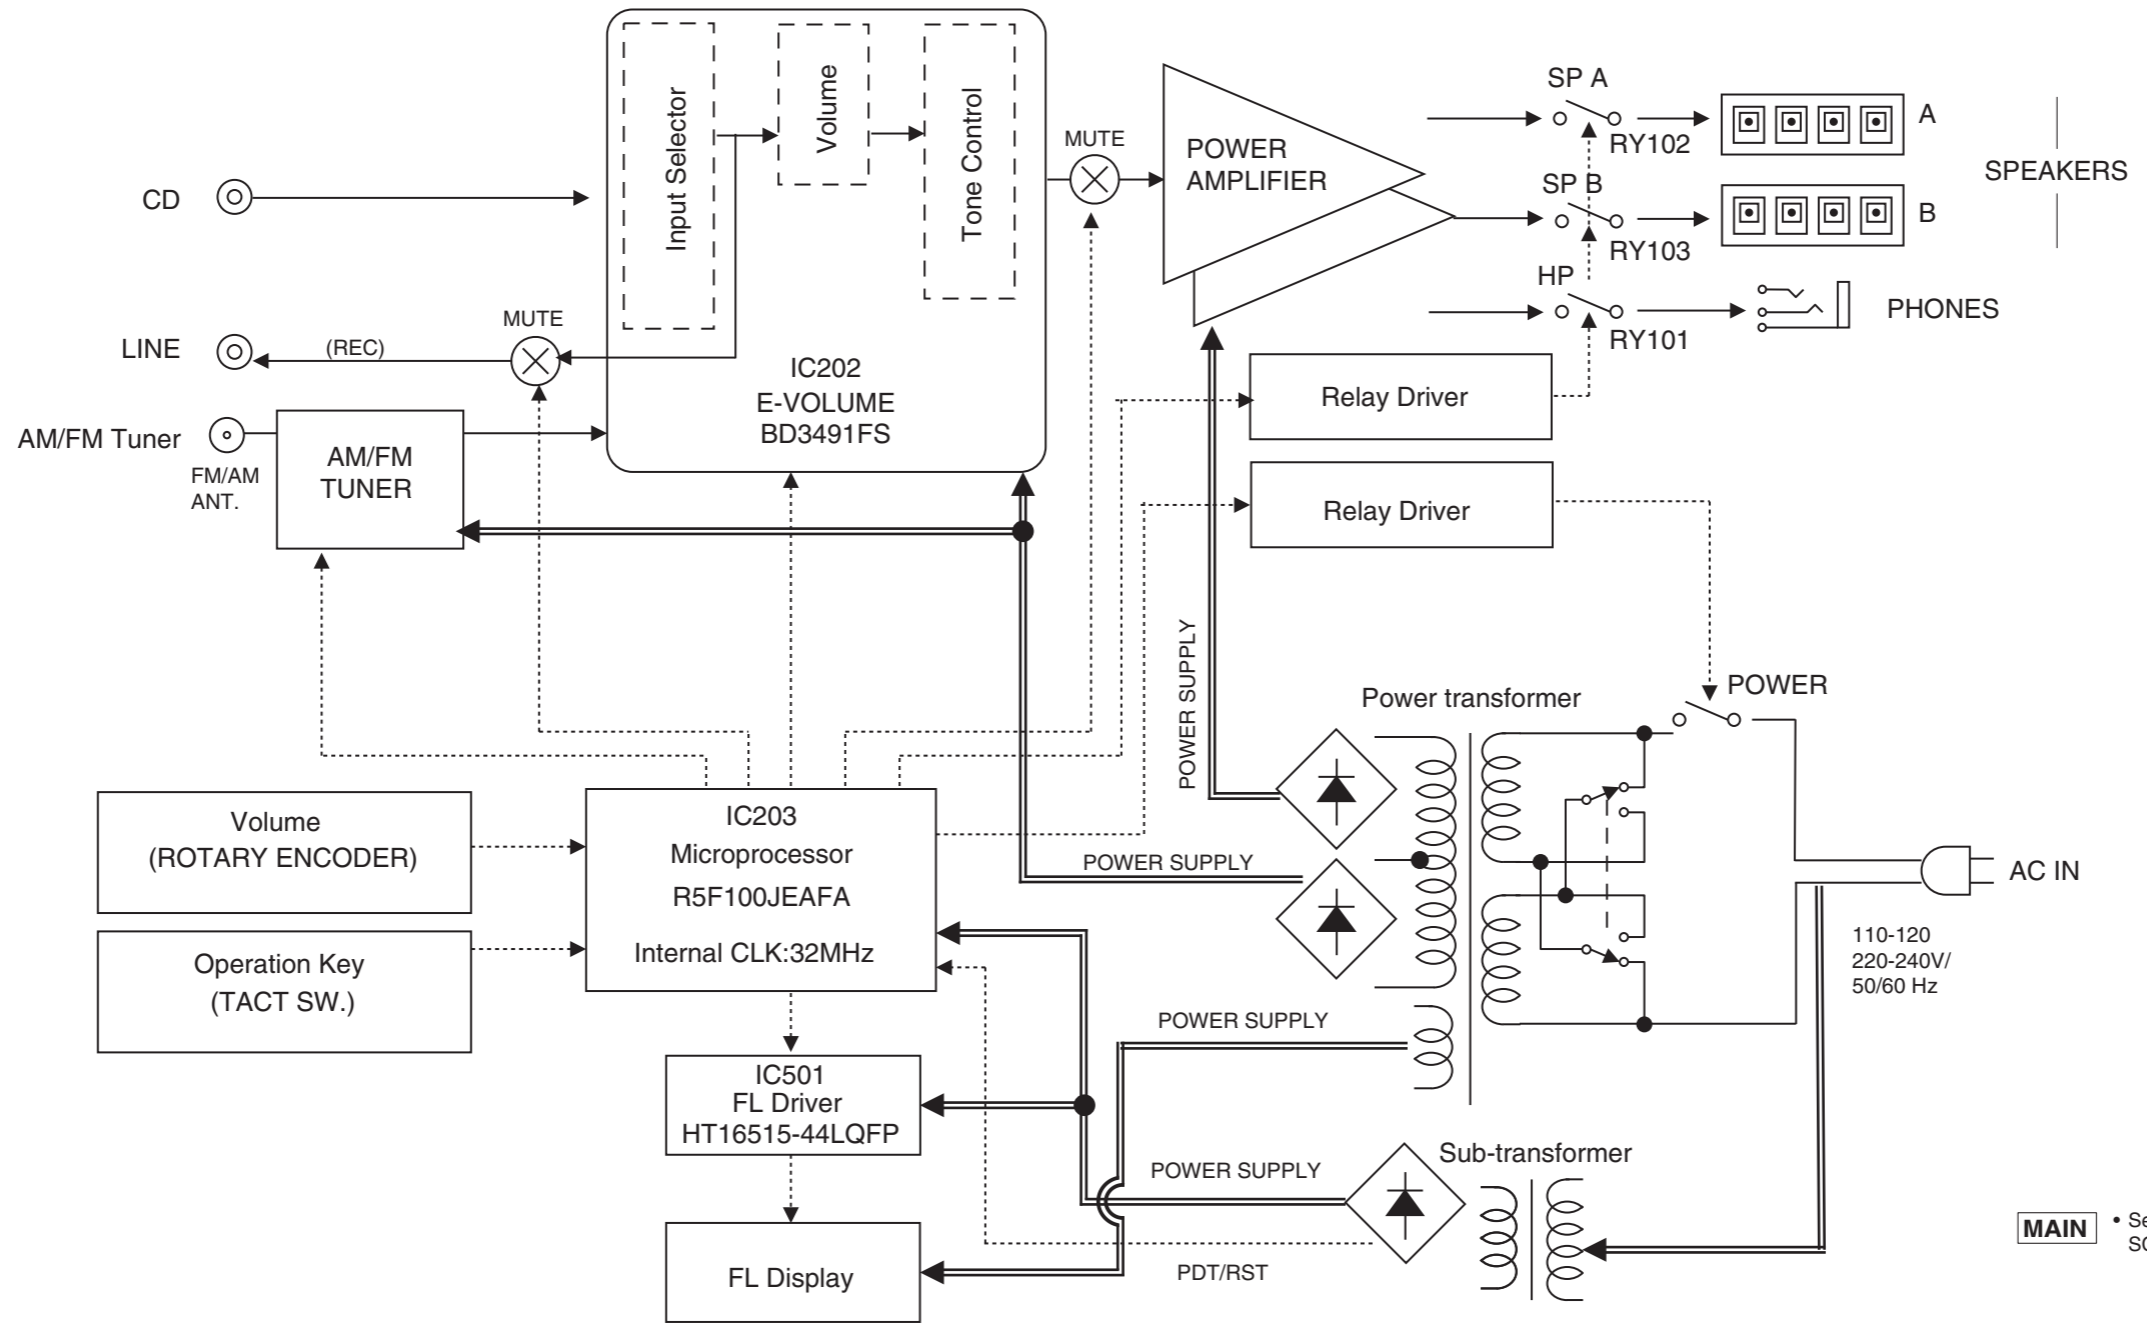 CD
LINE
(REC)
MUTE
AM/FM Tuner
FM/AM
ANT.
AM/FM
TUNER
Input Selector
Volume
Tone Control
IC202
E-VOLUME
BD3491FS
MUTE
POWER
AMPLIFIER
SP A
RY102
SP B
RY103
HP
RY101
A
B
SPEAKERS
PHONES
Relay Driver
Relay Driver
POWER SUPPLY
Power transformer
POWER
AC IN
110-120
220-240V/
50/60 Hz
POWER SUPPLY
Volume
(ROTARY ENCODER)
Operation Key
(TACT SW.)
IC203
Microprocessor
R5F100JEAFA
Internal CLK:32MHz
POWER SUPPLY
IC501
FL Driver
HT16515-44LQFP
FL Display
POWER SUPPLY
Sub-transformer
PDT/RST
MAIN